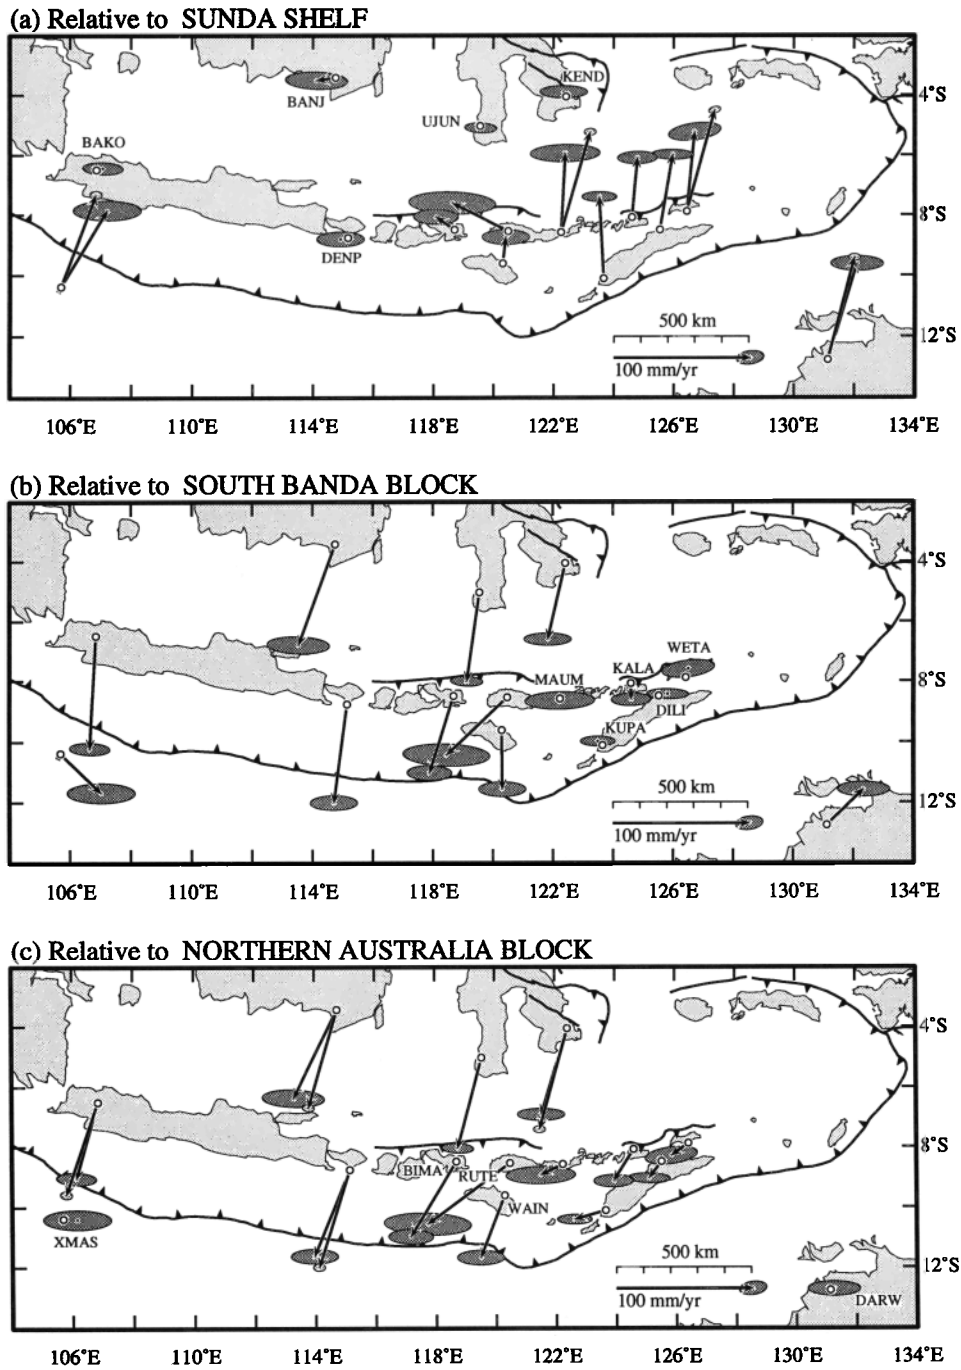 (a) Relative to SUNDA SHELF
KEND
BANJ
4°S
UJUN
BAKO
8°S
DENP
500 km
12°S
100 mm/yr
106°E 110°E 114°E 118°E 122°E 126°E 130°E 134°E
(b) Relative to SOUTH BANDA BLOCK
4°S
WETA
KALA
MAUM
8°S
DILI
KUPA
500 km
12°S
100 mm/yr
106°E 110°E 114°E 118°E 122°E 126°E 130°E 134°E
(c) Relative to NORTHERN AUSTRALIA BLOCK
4°S
8°S
BIMA RUTE
WAIN
XMAS
500 km
12°S
100 mm/yr
DARW
106°E 110°E 114°E 118°E 122°E 126°E 130°E 134°E